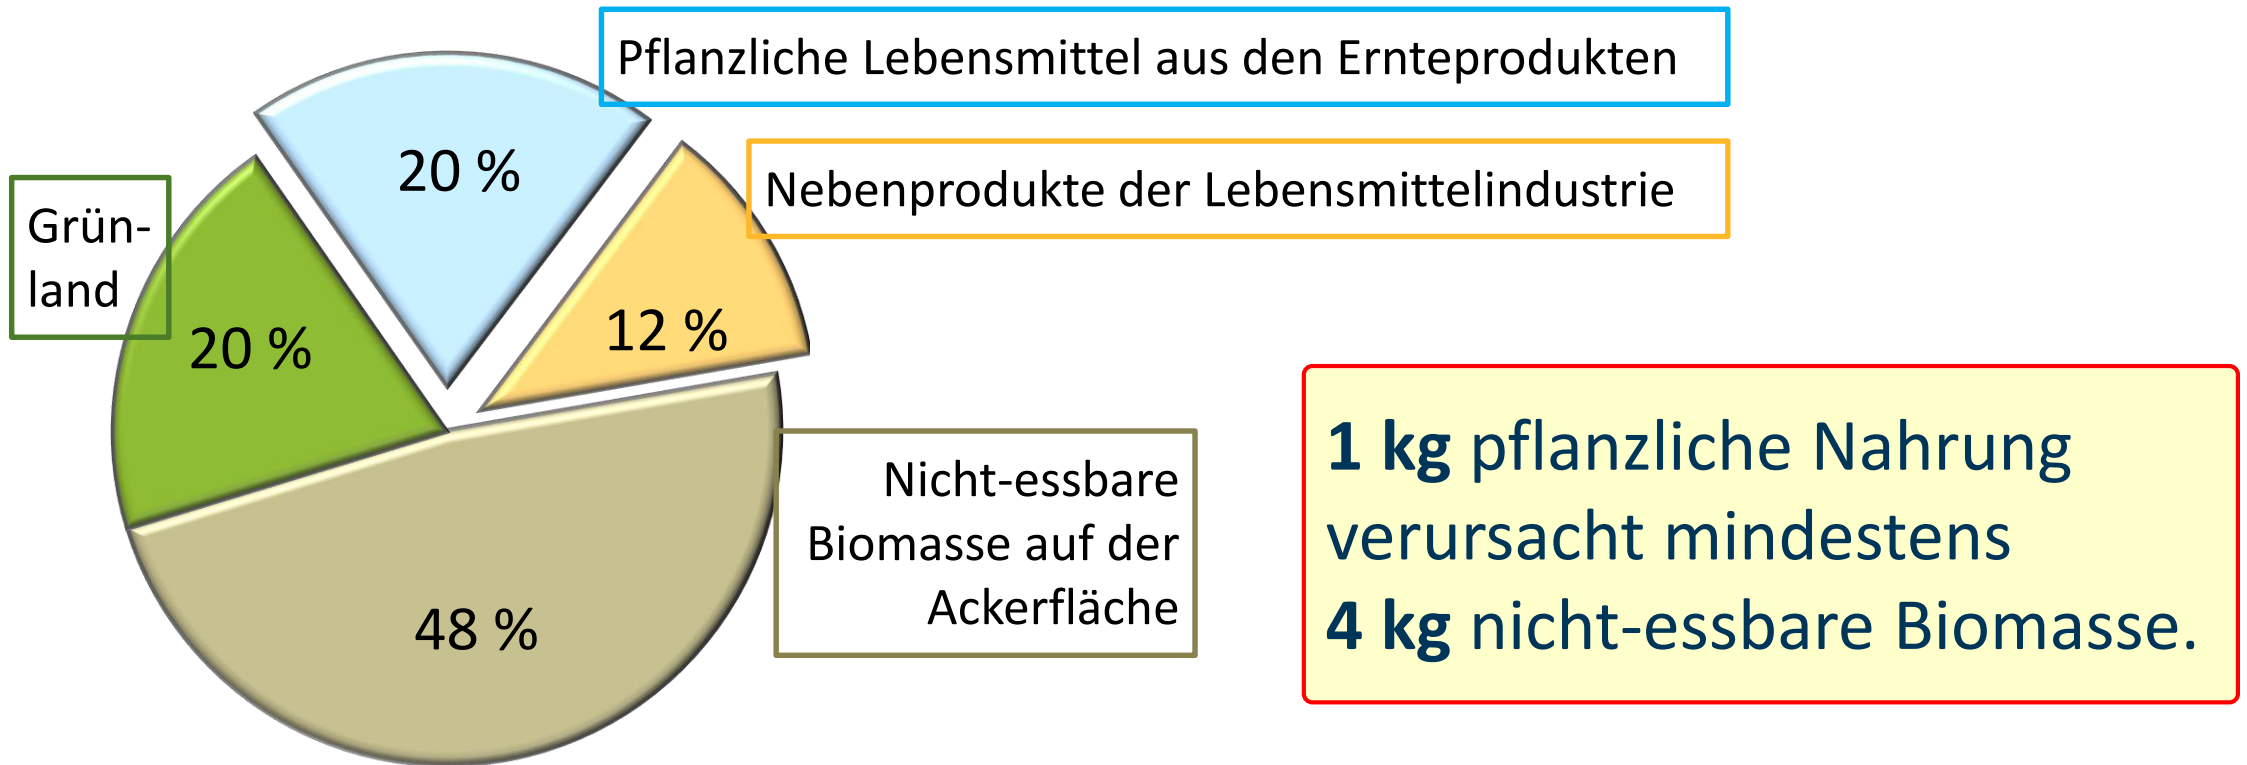 Pflanzliche Lebensmittel aus den Ernteprodukten
20 %
Nebenprodukte der Lebensmittelindustrie
12 %
Grün-
land
20 %
Nicht-essbare
Biomasse auf der
Ackerfläche
48 %
1 kg pflanzliche Nahrung
verursacht mindestens
4 kg nicht-essbare Biomasse.